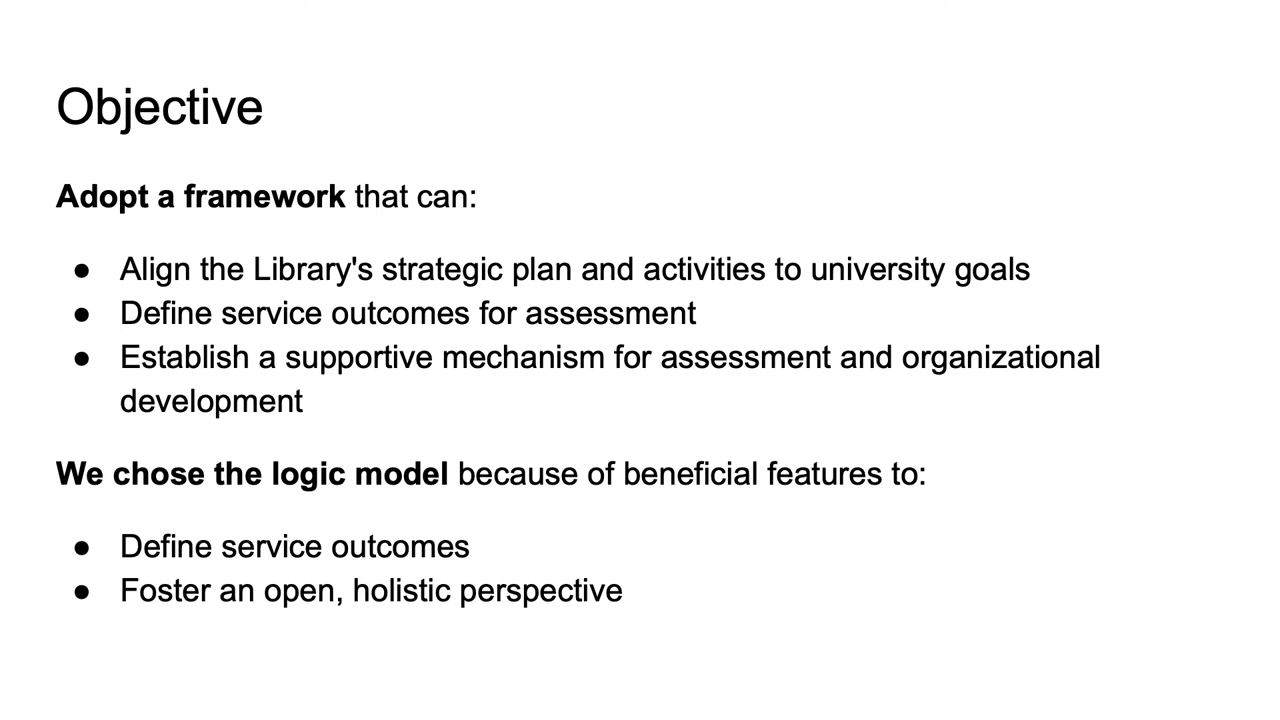 Objective
Adopt a framework that can:
● Align the Library's strategic plan and activities to university goals
● Define service outcomes for assessment
● Establish a supportive mechanism for assessment and organizational
development
We chose the logic model because of beneficial features to:
● Define service outcomes
● Foster an open, holistic perspective